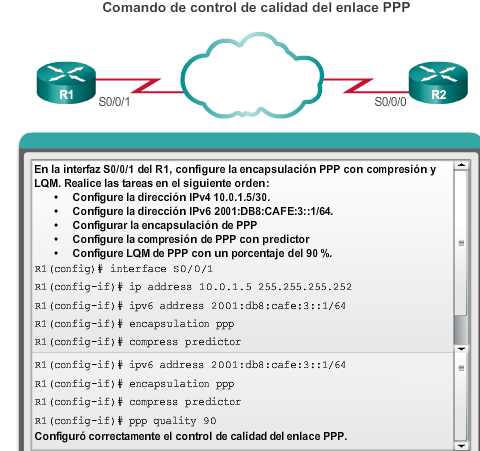 Comando de control de calidad del enlace PPP
R1
S0/0/1
S0/0/0
R2
En la interfaz S0/0/1 del R1, configure la encapsulación PPP con compresión y
LQM. Realice las tareas en el siguiente orden:
• Configure la dirección IPv4 10.0.1.5/30.
• Configure la dirección IPv6 2001:DB8:CAFE:3::1/64.
• Configurar la encapsulación de PPP
• Configure la compresión de PPP con predictor
• Configure LQM de PPP con un porcentaje del 90 %.
R1(config)# interface S0/0/1
R1(config-if)# ip address 10.0.1.5 255.255.255.252
R1(config-if)# ipv6 address 2001:db8:cafe:3::1/64
R1(config-if)# encapsulation ppp
R1(config-if)# compress predictor
R1(config-if)# ipv6 address 2001:db8:cafe:3::1/64
R1(config-if)# encapsulation ppp
R1(config-if)# compress predictor
R1(config-if)# ppp quality 90
Configuró correctamente el control de calidad del enlace PPP.